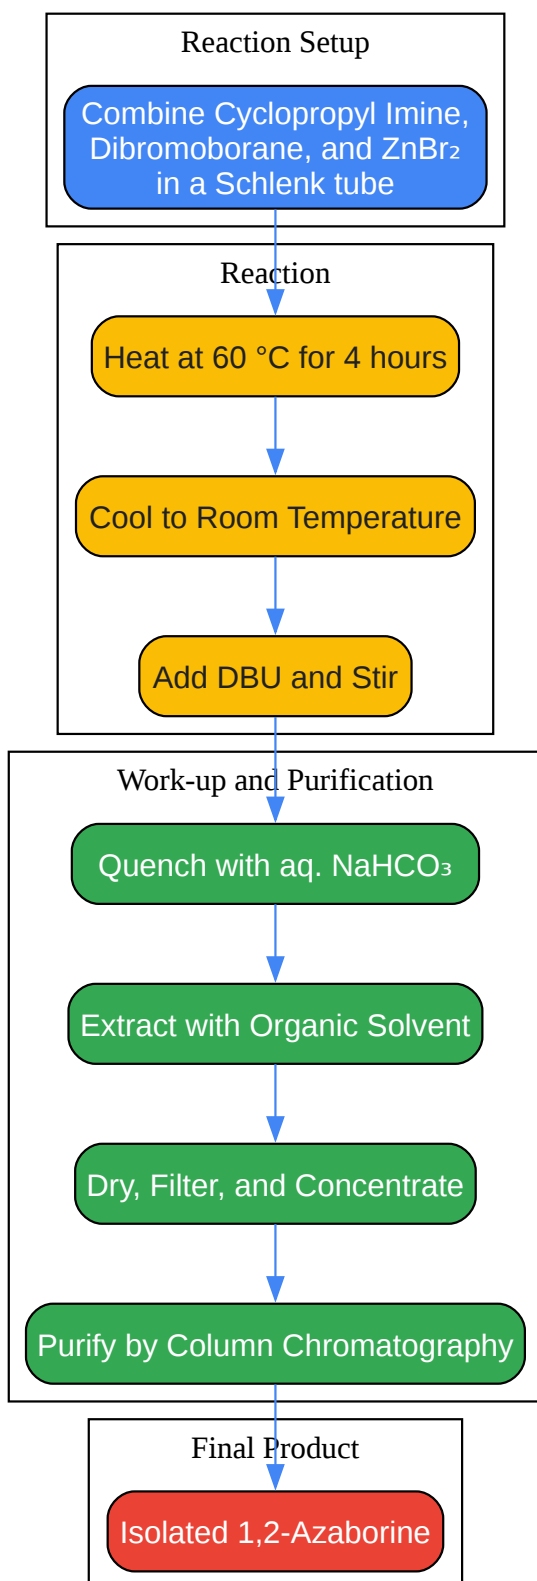 Reaction Setup
Combine Cyclopropyl Imine,
Dibromoborane, and ZnBr₂
in a Schlenk tube
Reaction
Heat at 60 °C for 4 hours
Cool to Room Temperature
Add DBU and Stir
Work-up and Purification
Quench with aq. NaHCO₃
Extract with Organic Solvent
Dry, Filter, and Concentrate
Purify by Column Chromatography
Final Product
Isolated 1,2-Azaborine